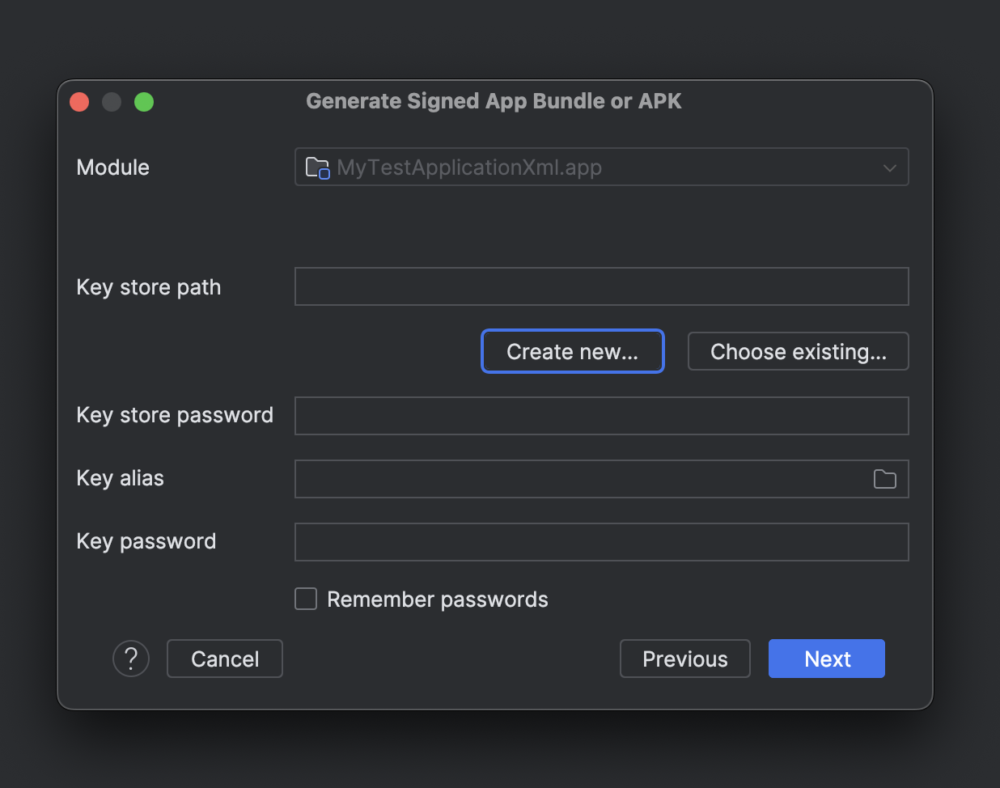 Generate Signed App Bundle or APK
Module
MyTestApplicationXml.app
Key store path
Create new...
Choose existing...
Key store password
Key alias
Key password
Remember passwords
?
Cancel
Previous
Next